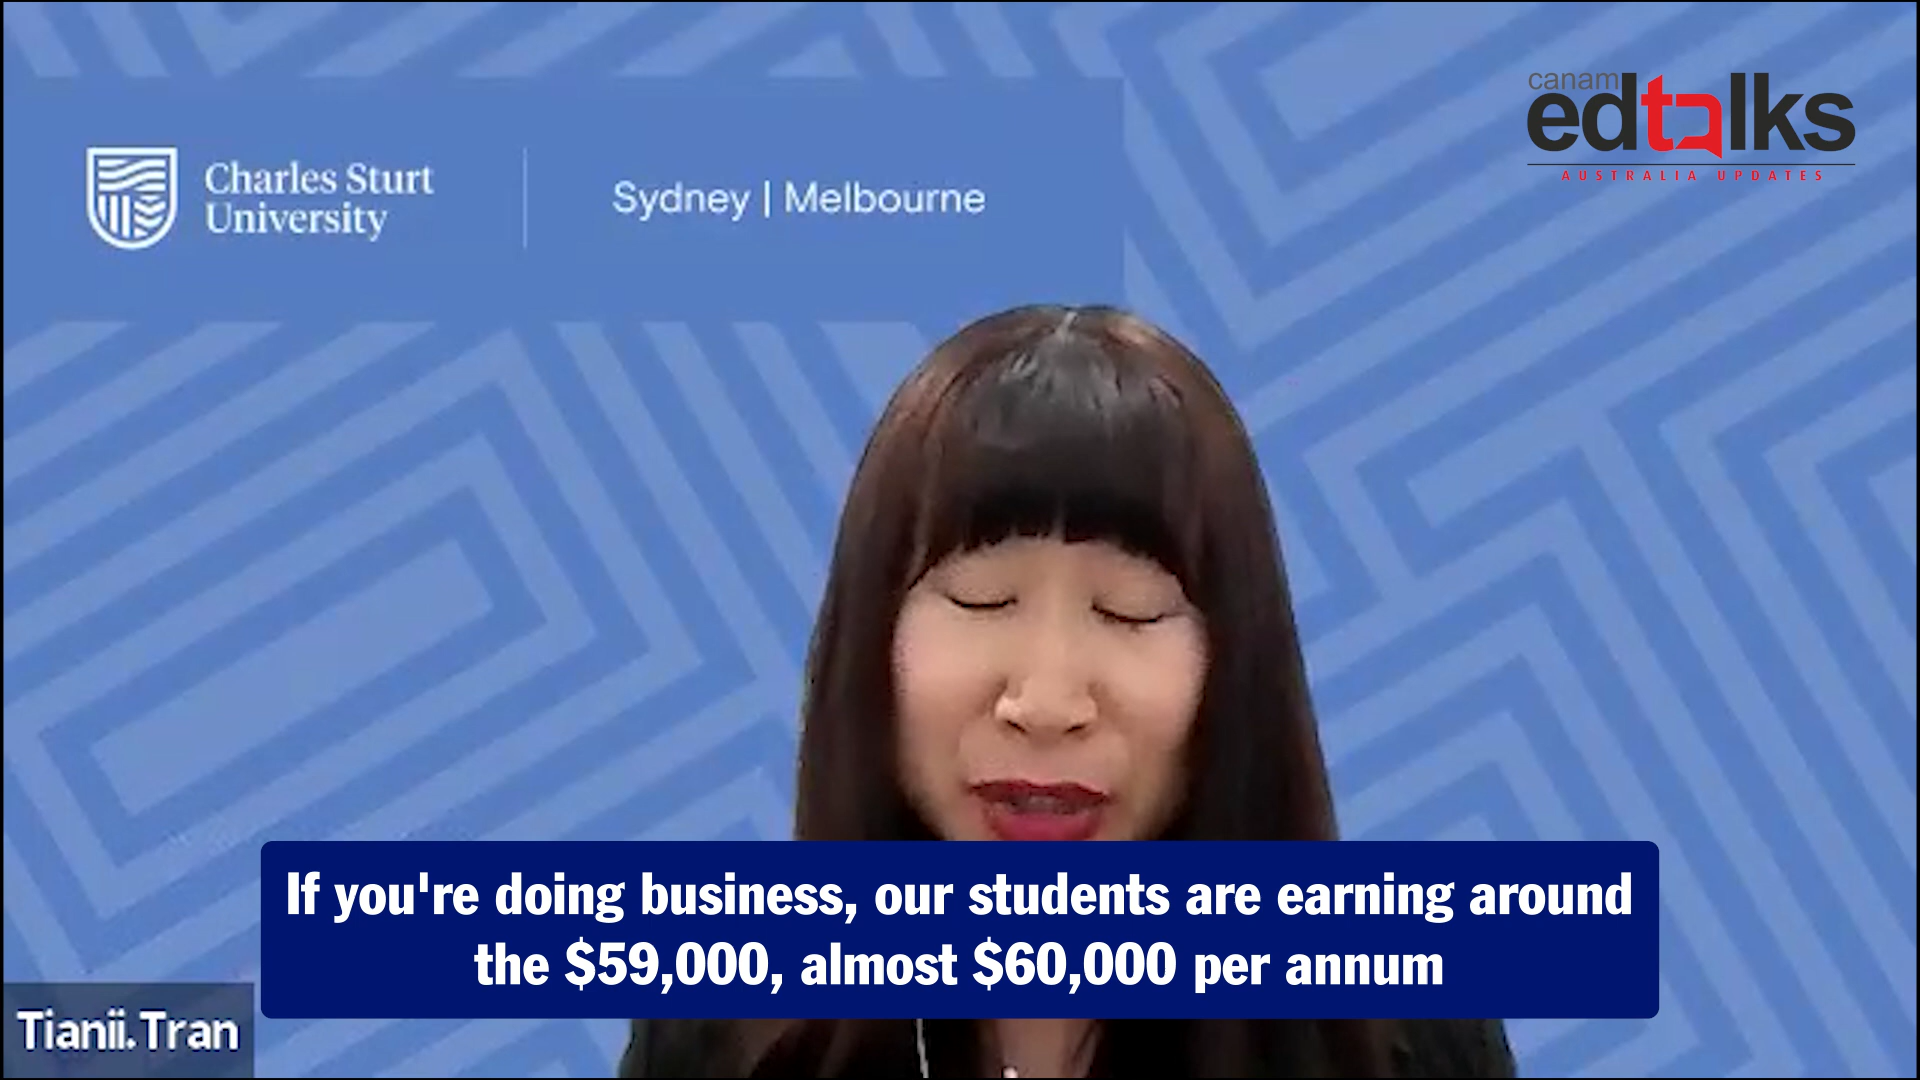 canam
edtalks
AUSTRALIA UPDATES
Charles Sturt
University
Sydney | Melbourne
If you're doing business, our students are earning around
the $59,000, almost $60,000 per annum
Tianii.Tran